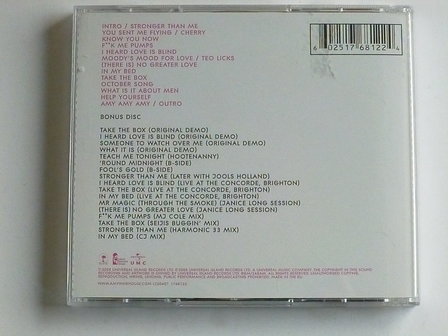 INTRO / STRONGER THAN ME
YOU SENT ME FLYING / CHERRY
KNOW YOU NOW
F**K ME PUMPS
I HEARD LOVE IS BLIND
MOODY'S MOOD FOR LOVE / TEO LICKS
(THERE IS) NO GREATER LOVE
IN MY BED
TAKE THE BOX
OCTOBER SONG
WHAT IS IT ABOUT MEN
HELP YOURSELF
AMY AMY AMY / OUTRO
6 02517 68122 4
BONUS DISC
TAKE THE BOX (ORIGINAL DEMO)
I HEARD LOVE IS BLIND (ORIGINAL DEMO)
SOMEONE TO WATCH OVER ME (ORIGINAL DEMO)
WHAT IT IS (ORIGINAL DEMO)
TEACH ME TONIGHT (HOOTENANNY)
'ROUND MIDNIGHT (B-SIDE)
FOOL'S GOLD (B-SIDE)
STRONGER THAN ME (LATER WITH JOOLS HOLLAND)
I HEARD LOVE IS BLIND (LIVE AT THE CONCORDE, BRIGHTON)
TAKE THE BOX (LIVE AT THE CONCORDE, BRIGHTON)
IN MY BED (LIVE AT THE CONCORDE, BRIGHTON)
MR MAGIC (THROUGH THE SMOKE) (JANICE LONG SESSION)
(THERE IS) NO GREATER LOVE (JANICE LONG SESSION)
F**K ME PUMPS (MJ COLE MIX)
TAKE THE BOX (SEIJIS BUGGIN' MIX)
STRONGER THAN ME (HARMONIC 33 MIX)
IN MY BED (CJ MIX)
UMC